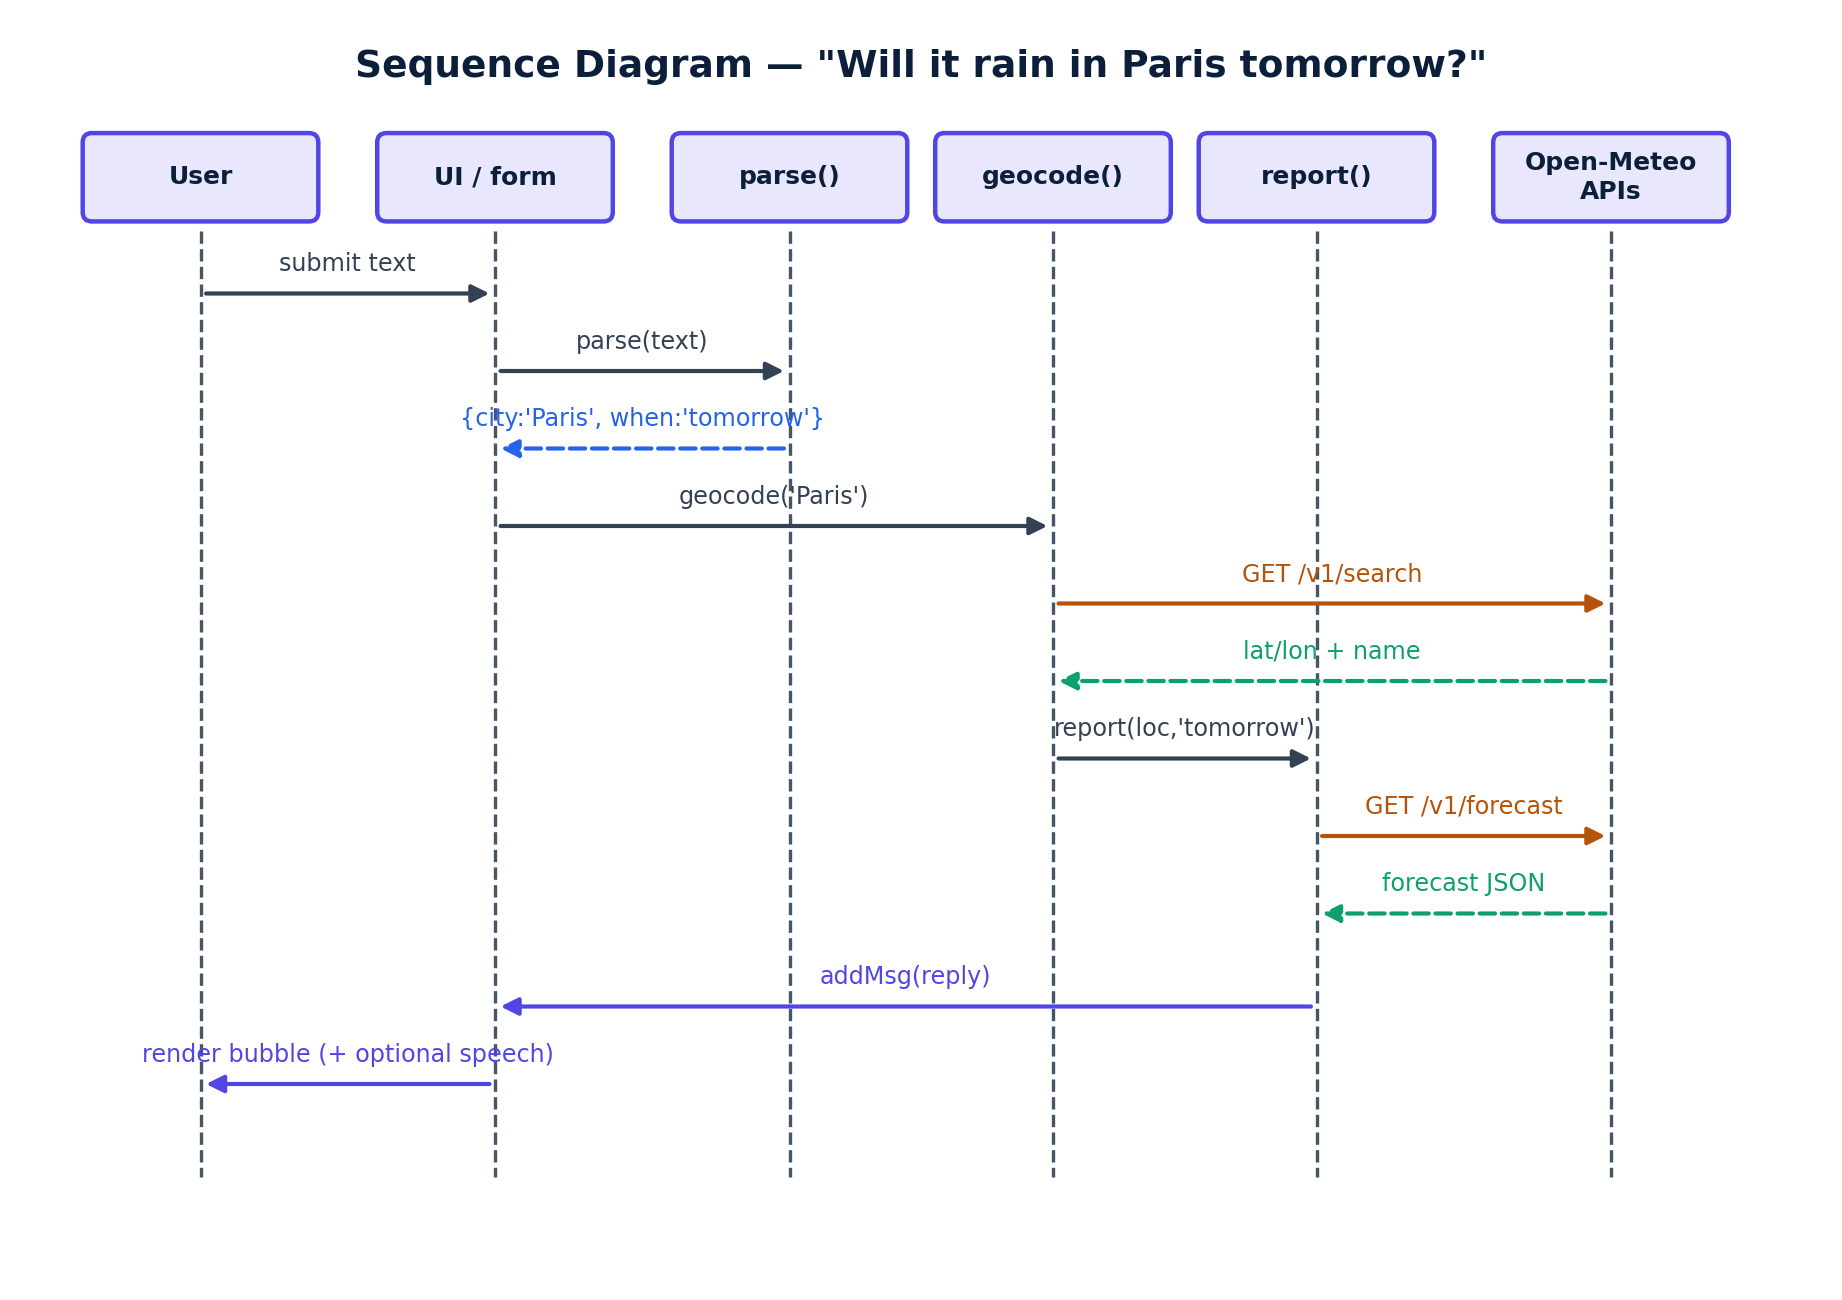 Sequence Diagram — "Will it rain in Paris tomorrow?"
User
UI / form
parse()
geocode()
report()
Open-Meteo
APIs
submit text
parse(text)
{city:'Paris', when:'tomorrow'}
geocode('Paris')
GET /v1/search
lat/lon + name
report(loc,'tomorrow')
GET /v1/forecast
forecast JSON
addMsg(reply)
render bubble (+ optional speech)